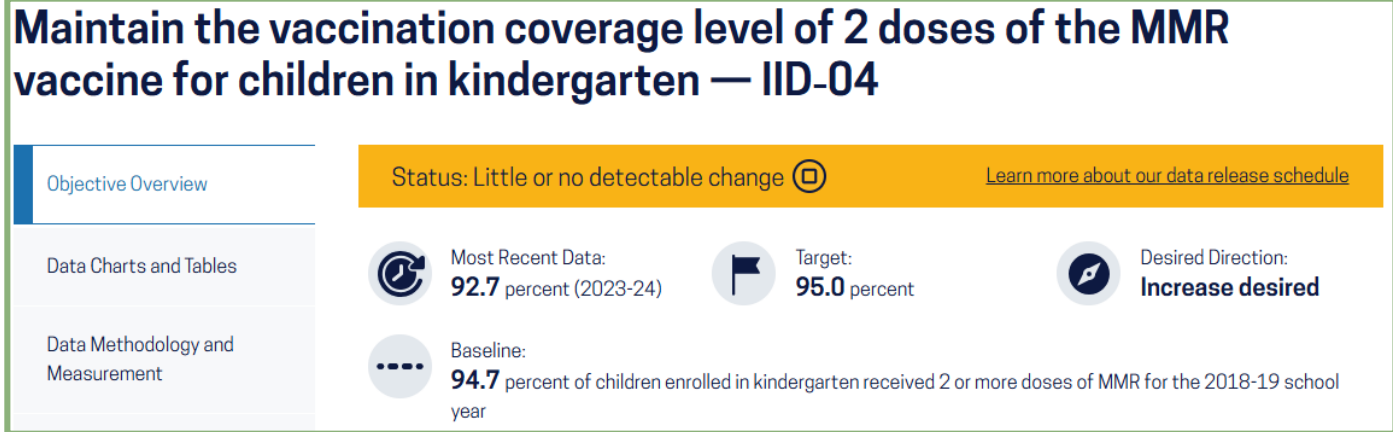 Maintain the vaccination coverage level of 2 doses of the MMR
vaccine for children in kindergarten — IID-04
Objective Overview
Data Charts and Tables
Data Methodology and
Measurement
Status: Little or no detectable change
Learn more about our data release schedule
Most Recent Data:
92.7 percent (2023-24)
Target:
95.0 percent
Desired Direction:
Increase desired
Baseline:
94.7 percent of children enrolled in kindergarten received 2 or more doses of MMR for the 2018-19 school
year